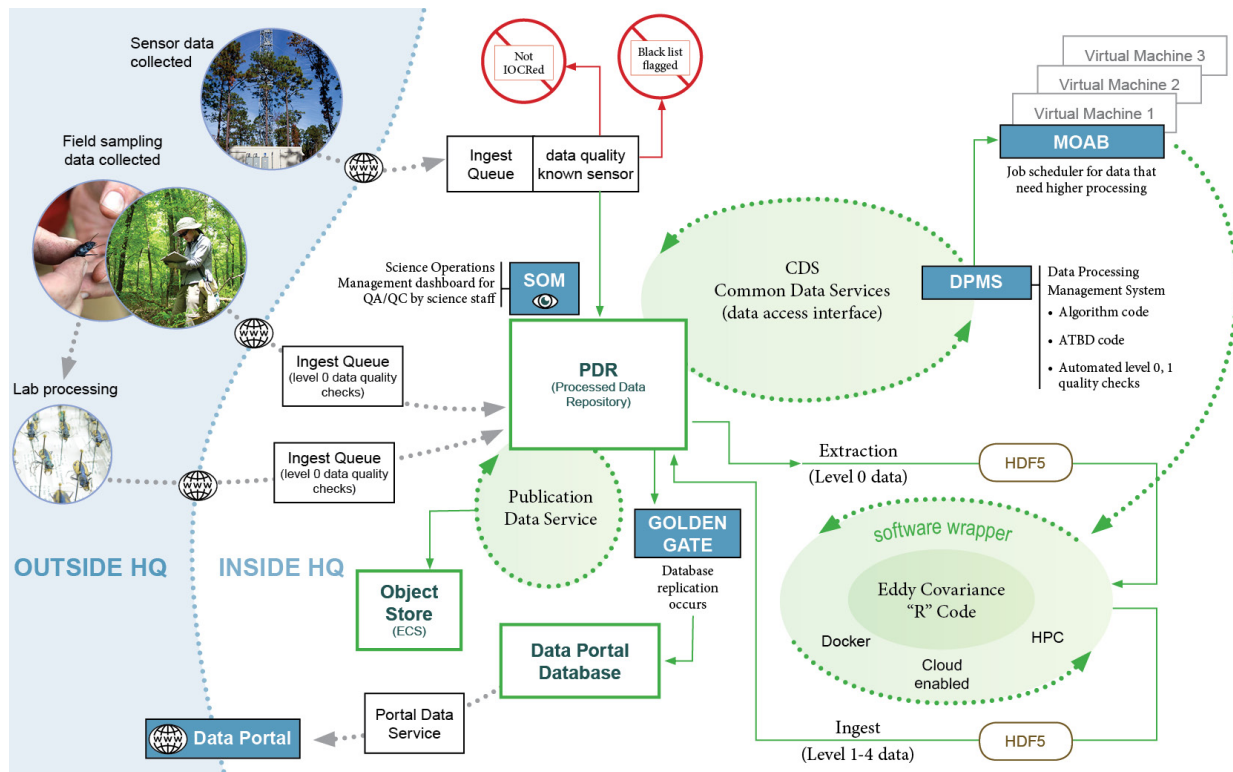 Sensor data
collected
Field sampling
data collected
Lab processing
OUTSIDE HQ
INSIDE HQ
WWW
WWW
WWW
Not
IOCRed
Black list
flagged
Ingest
Queue
data quality
known sensor
Virtual Machine 3
Virtual Machine 2
Virtual Machine 1
MOAB
Job scheduler for data that
need higher processing
Science Operations
Management dashboard for
QA/QC by science staff
SOM
CDS
Common Data Services
(data access interface)
DPMS
Data Processing
Management System
• Algorithm code
• ATBD code
• Automated level 0, 1
quality checks
Ingest Queue
(level 0 data quality
checks)
Ingest Queue
(level 0 data quality
checks)
PDR
(Processed Data
Repository)
Extraction
(Level 0 data)
HDF5
Publication
Data Service
GOLDEN
GATE
Database
replication
occurs
software wrapper
Eddy Covariance
“R” Code
Docker
HPC
Cloud
enabled
Object
Store
(ECS)
Data Portal
Database
Portal Data
Service
WWW
Data Portal
Ingest
(Level 1-4 data)
HDF5